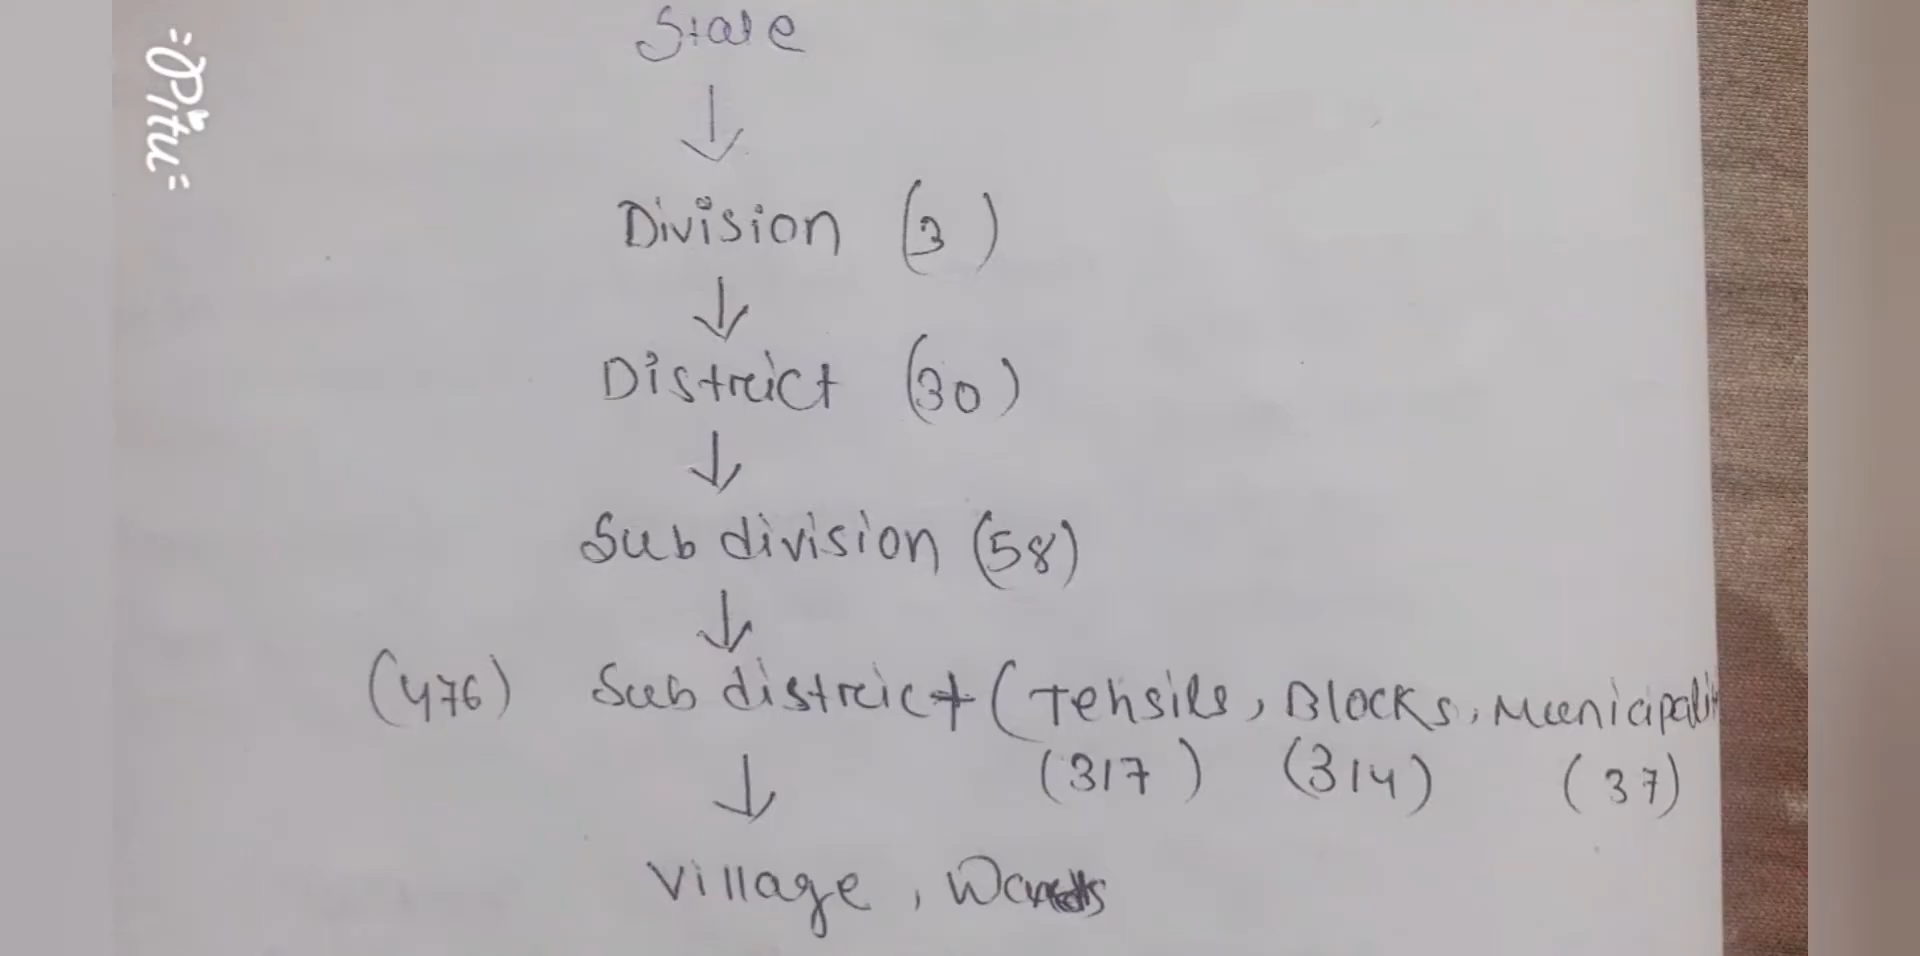 =Pitu=
State
↓
Division (3)
↓
District (30)
↓
Sub division (58)
↓
(476) Sub district (Tehsils, Blocks, Municipali
(317) (314) (37)
↓
Village, Wards